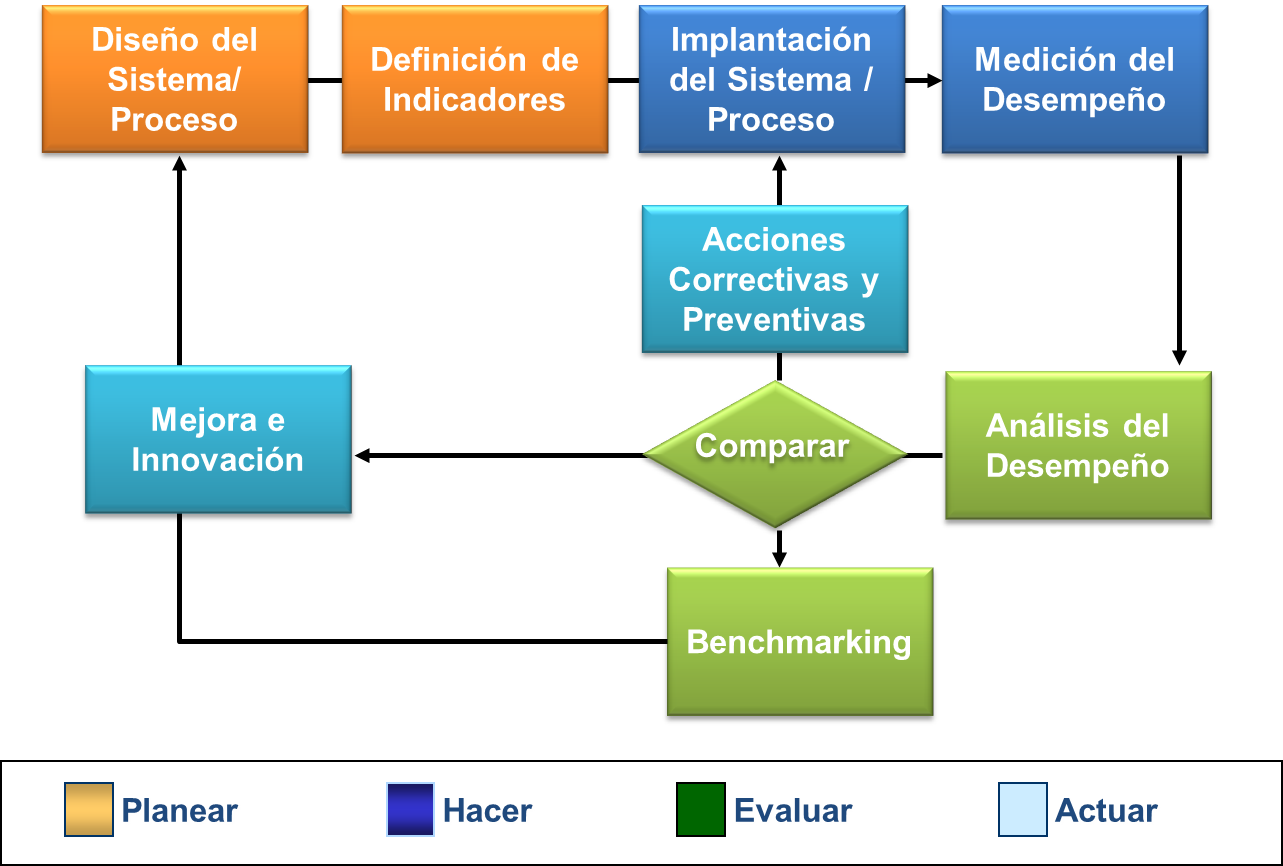 Diseño del
Sistema/
Proceso
Definición de
Indicadores
Implantación
del Sistema /
Proceso
Medición del
Desempeño
Acciones
Correctivas y
Preventivas
Mejora e
Innovación
Comparar
Análisis del
Desempeño
Benchmarking
Planear
Hacer
Evaluar
Actuar